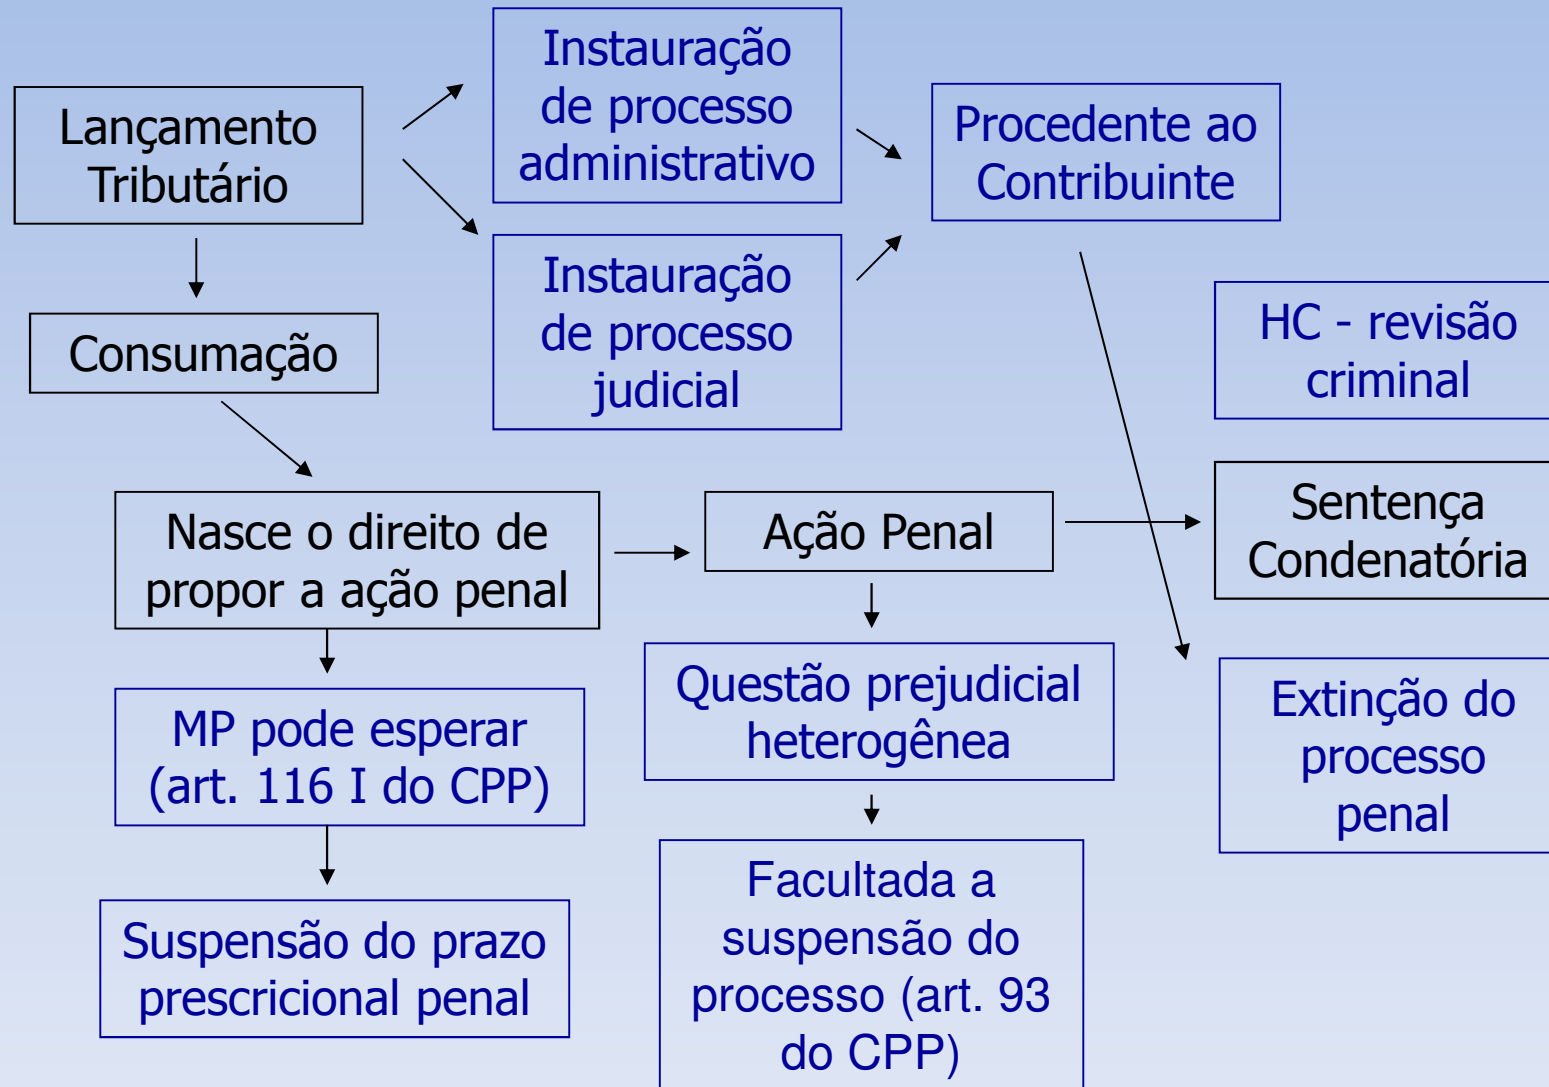 Lançamento
Tributário
Instauração
de processo
administrativo
Procedente ao
Contribuinte
Instauração
de processo
judicial
Consumação
HC - revisão
criminal
Nasce o direito de
propor a ação penal
Ação Penal
Sentença
Condenatória
MP pode esperar
(art. 116 I do CPP)
Questão prejudicial
heterogênea
Extinção do
processo
penal
Suspensão do prazo
prescricional penal
Facultada a
suspensão do
processo (art. 93
do CPP)